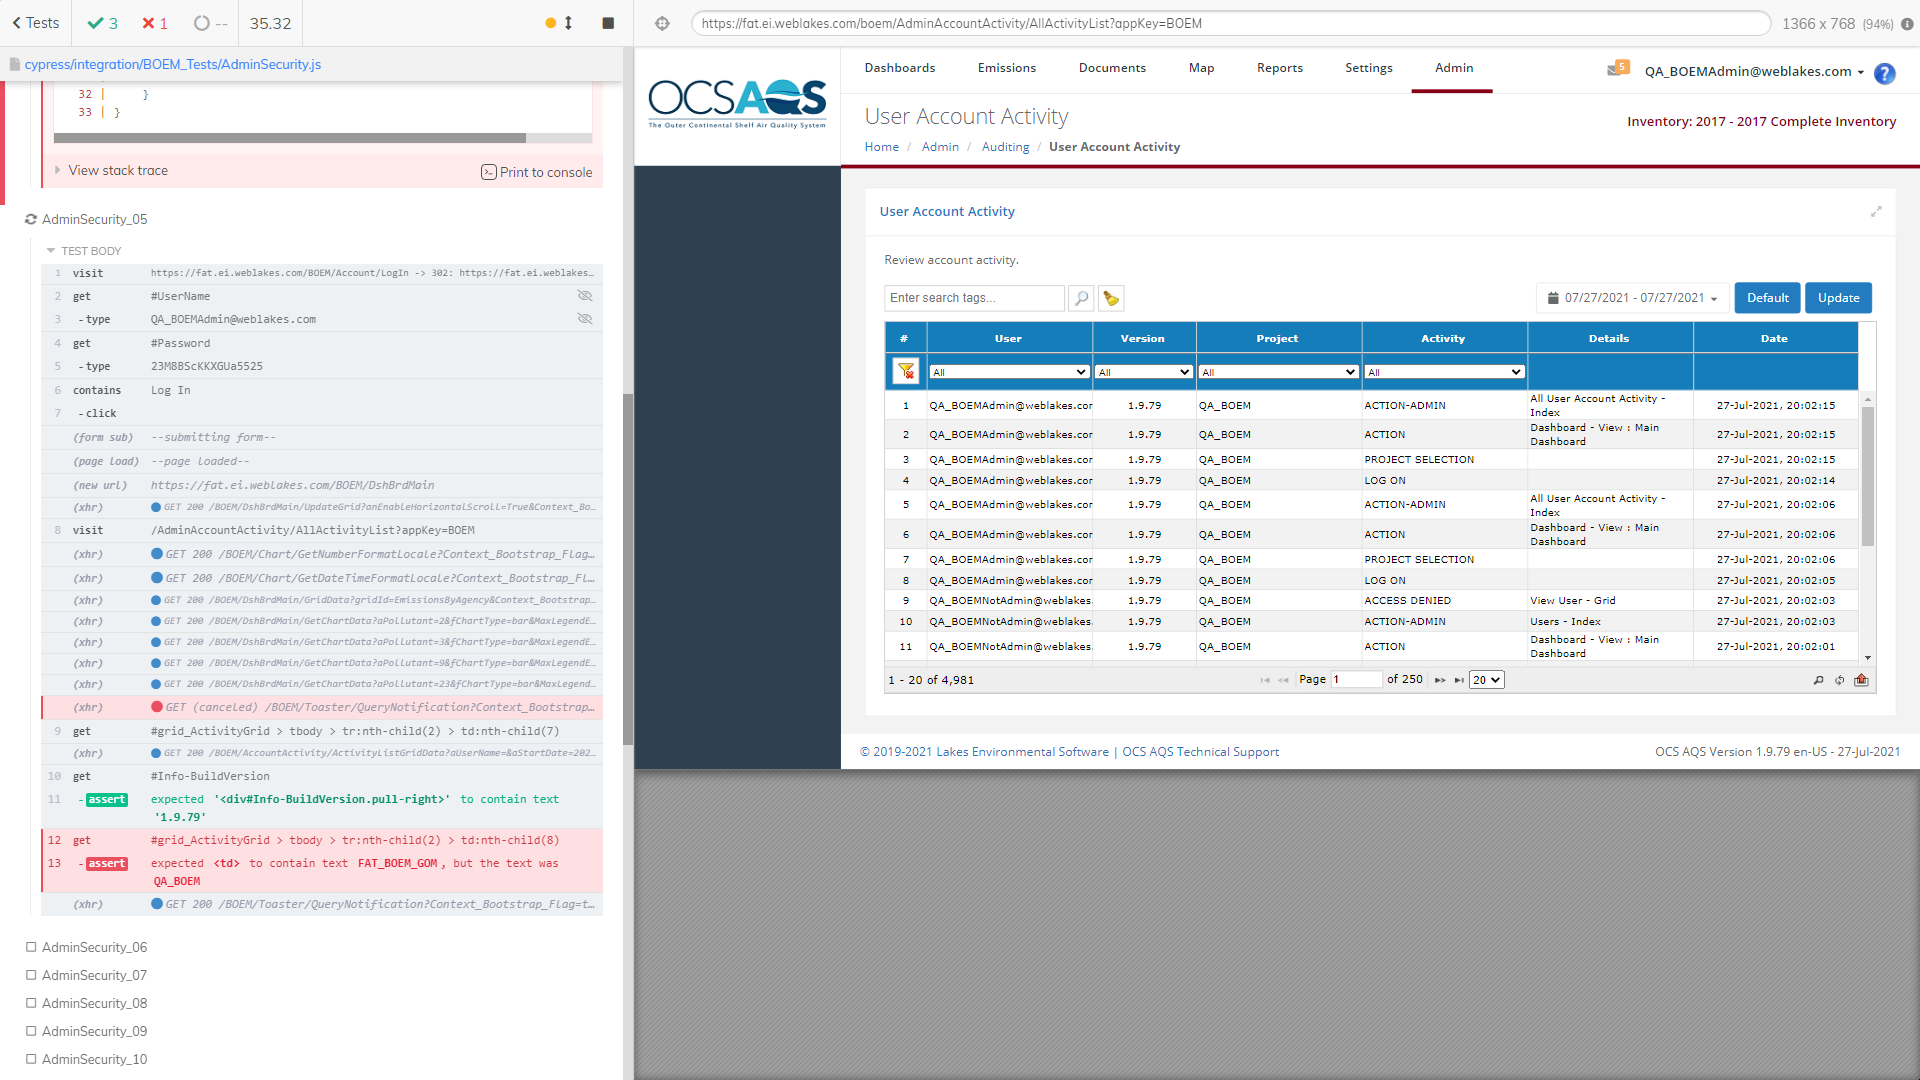 Tests
3
1
--
35.32
cypress/integration/BOEM_Tests/AdminSecurity.js
32 | }
33 | }
View stack trace
Print to console
AdminSecurity_05
TEST BODY
1 visit https://fat.ei.weblakes.com/BOEM/Account/LogIn -> 302: https://fat.ei.weblakes...
2 get #UserName
3 -type QA_BOEMAdmin@weblakes.com
4 get #Password
5 -type 23M8BScKKXGUa5525
6 contains Log In
7 -click
(form sub) --submitting form--
(page load) --page loaded--
(new url) https://fat.ei.weblakes.com/BOEM/DshBrdMain
(xhr) GET 200 /BOEM/DshBrdMain/UpdateGrid?anEnableHorizontalScroll=True&Context_Bo...
8 visit /AdminAccountActivity/AllActivityList?appKey=BOEM
(xhr) GET 200 /BOEM/Chart/GetNumberFormatLocale?Context_Bootstrap_Flag...
(xhr) GET 200 /BOEM/Chart/GetDateTimeFormatLocale?Context_Bootstrap_Fl...
(xhr) GET 200 /BOEM/DshBrdMain/GridData?gridId=EmissionsByAgency&Context_Bootstrap...
(xhr) GET 200 /BOEM/DshBrdMain/GetChartData?aPollutant=2&fChartType=bar&MaxLegendE...
(xhr) GET 200 /BOEM/DshBrdMain/GetChartData?aPollutant=3&fChartType=bar&MaxLegendE...
(xhr) GET 200 /BOEM/DshBrdMain/GetChartData?aPollutant=9&fChartType=bar&MaxLegendE...
(xhr) GET 200 /BOEM/DshBrdMain/GetChartData?aPollutant=23&fChartType=bar&MaxLegend...
(xhr) GET (canceled) /BOEM/Toaster/QueryNotification?Context_Bootstrap...
9 get #grid_ActivityGrid > tbody > tr:nth-child(2) > td:nth-child(7)
(xhr) GET 200 /BOEM/AccountActivity/ActivityListGridData?aUserName=&aStartDate=202...
10 get #Info-BuildVersion
11 -assert expected '<div#Info-BuildVersion.pull-right>' to contain text
'1.9.79'
12 get #grid_ActivityGrid > tbody > tr:nth-child(2) > td:nth-child(8)
13 -assert expected <td> to contain text FAT_BOEM_GOM, but the text was
QA_BOEM
(xhr) GET 200 /BOEM/Toaster/QueryNotification?Context_Bootstrap_Flag=t...
AdminSecurity_06
AdminSecurity_07
AdminSecurity_08
AdminSecurity_09
AdminSecurity_10
https://fat.ei.weblakes.com/boem/AdminAccountActivity/AllActivityList?appKey=BOEM
1366 x 768 (94%)
OCSAQS
The Outer Continental Shelf Air Quality System
Dashboards Emissions Documents Map Reports Settings Admin
5
QA_BOEMAdmin@weblakes.com
?
User Account Activity
Inventory: 2017 - 2017 Complete Inventory
Home / Admin / Auditing / User Account Activity
User Account Activity
Review account activity.
Enter search tags...
07/27/2021 - 07/27/2021
Default
Update
# User Version Project Activity Details Date
All All All All
1 QA_BOEMAdmin@weblakes.cor 1.9.79 QA_BOEM ACTION-ADMIN All User Account Activity - Index 27-Jul-2021, 20:02:15
2 QA_BOEMAdmin@weblakes.cor 1.9.79 QA_BOEM ACTION Dashboard - View : Main Dashboard 27-Jul-2021, 20:02:15
3 QA_BOEMAdmin@weblakes.cor 1.9.79 QA_BOEM PROJECT SELECTION 27-Jul-2021, 20:02:15
4 QA_BOEMAdmin@weblakes.cor 1.9.79 QA_BOEM LOG ON 27-Jul-2021, 20:02:14
5 QA_BOEMAdmin@weblakes.cor 1.9.79 QA_BOEM ACTION-ADMIN All User Account Activity - Index 27-Jul-2021, 20:02:06
6 QA_BOEMAdmin@weblakes.cor 1.9.79 QA_BOEM ACTION Dashboard - View : Main Dashboard 27-Jul-2021, 20:02:06
7 QA_BOEMAdmin@weblakes.cor 1.9.79 QA_BOEM PROJECT SELECTION 27-Jul-2021, 20:02:06
8 QA_BOEMAdmin@weblakes.cor 1.9.79 QA_BOEM LOG ON 27-Jul-2021, 20:02:05
9 QA_BOEMNotAdmin@weblakes. 1.9.79 QA_BOEM ACCESS DENIED View User - Grid 27-Jul-2021, 20:02:03
10 QA_BOEMNotAdmin@weblakes. 1.9.79 QA_BOEM ACTION-ADMIN Users - Index 27-Jul-2021, 20:02:03
11 QA_BOEMNotAdmin@weblakes. 1.9.79 QA_BOEM ACTION Dashboard - View : Main Dashboard 27-Jul-2021, 20:02:01
1 - 20 of 4,981
Page 1 of 250
20
© 2019-2021 Lakes Environmental Software | OCS AQS Technical Support
OCS AQS Version 1.9.79 en-US - 27-Jul-2021